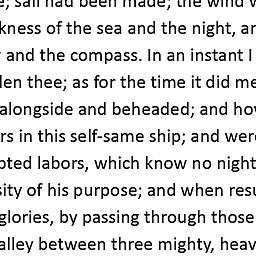 e; sail had been made; the wind w
kness of the sea and the night, an
and the compass. In an instant I
den thee; as for the time it did me
alongside and beheaded; and how
rs in this self-same ship; and were
pted labors, which know no night
sity of his purpose; and when resu
glories, by passing through those
alley between three mighty, heav